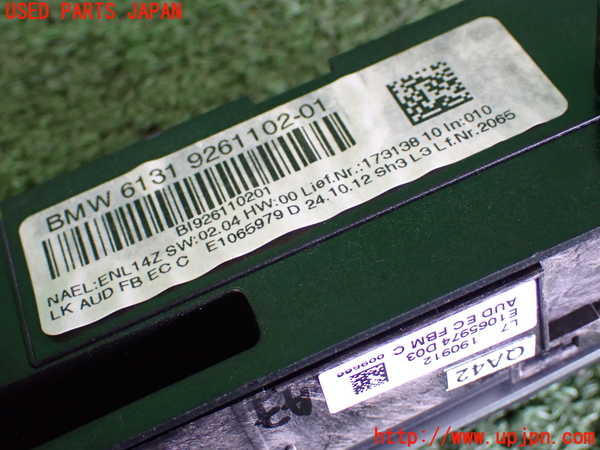 USED PARTS JAPAN
BMW 6131 9261102-01
BI926110201
NAEL:ENL14Z SW:02.04 HW:00 Lief.Nr.:173138 10 In:010
LK AUD FB EC C E1065979 D 24.10.12 Sh3 L3 Lf.Nr.2065
L7 190912
E1065974 D03
AUD EC FBM C
QA42
http://www.upjpn.com/